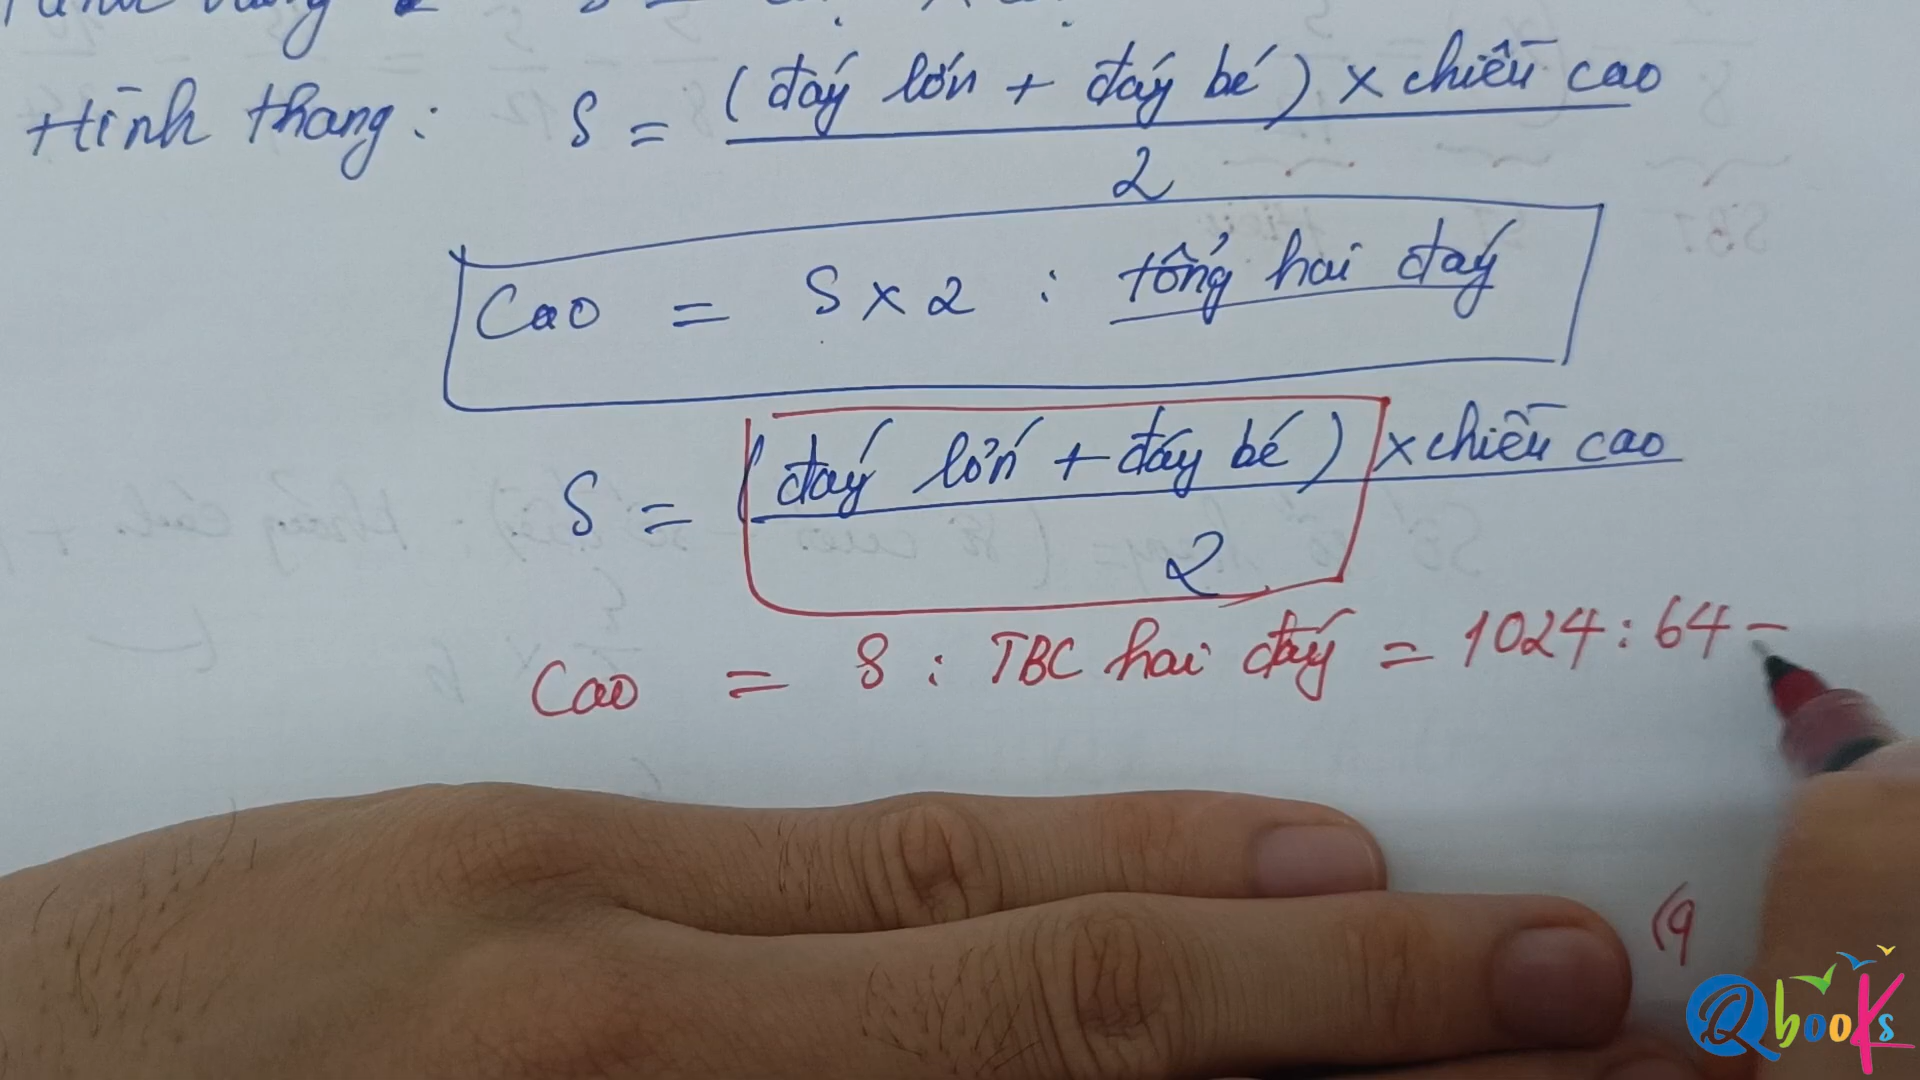 Hình thang: S = (đáy lớn + đáy bé) x chiều cao
2
Cao = S x 2 : tổng hai đáy
S = (đáy lớn + đáy bé) x chiều cao
2
Cao = S : TBC hai đáy = 1024 : 64 =
Qbooks